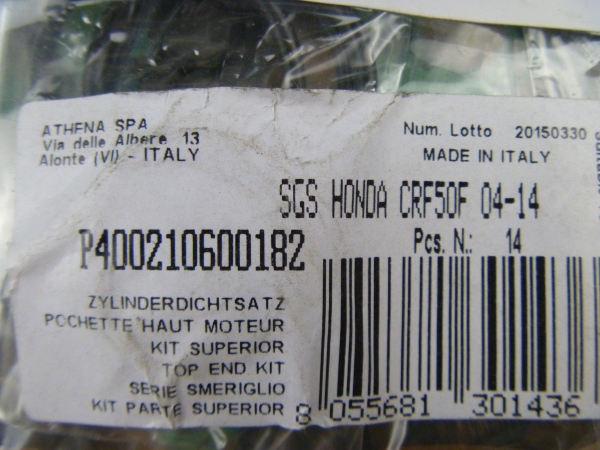 ATHENA SPA
Via delle Albere 13
Alonte (VI) - ITALY
Num. Lotto 20150330
MADE IN ITALY
SGS HONDA CRF50F 04-14
P400210600182
Pcs. N.: 14
ZYLINDERDICHTSATZ
POCHETTE HAUT MOTEUR
KIT SUPERIOR
TOP END KIT
SERIE SMERIGLIO
KIT PARTE SUPERIOR
8 055681 301436